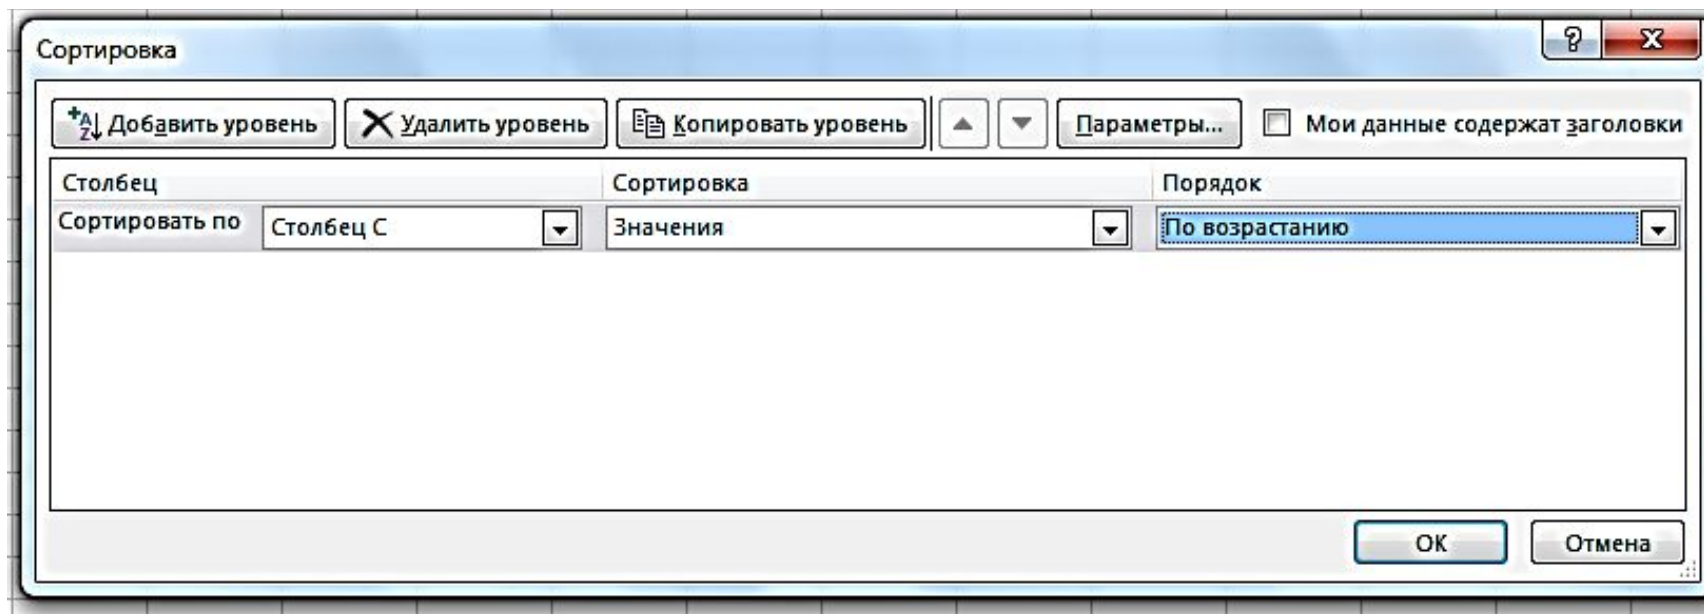 Сортировка
Добавить уровень Удалить уровень Копировать уровень Параметры... Мои данные содержат заголовки
Столбец Сортировка Порядок
Сортировать по Столбец C Значения По возрастанию
ОК Отмена